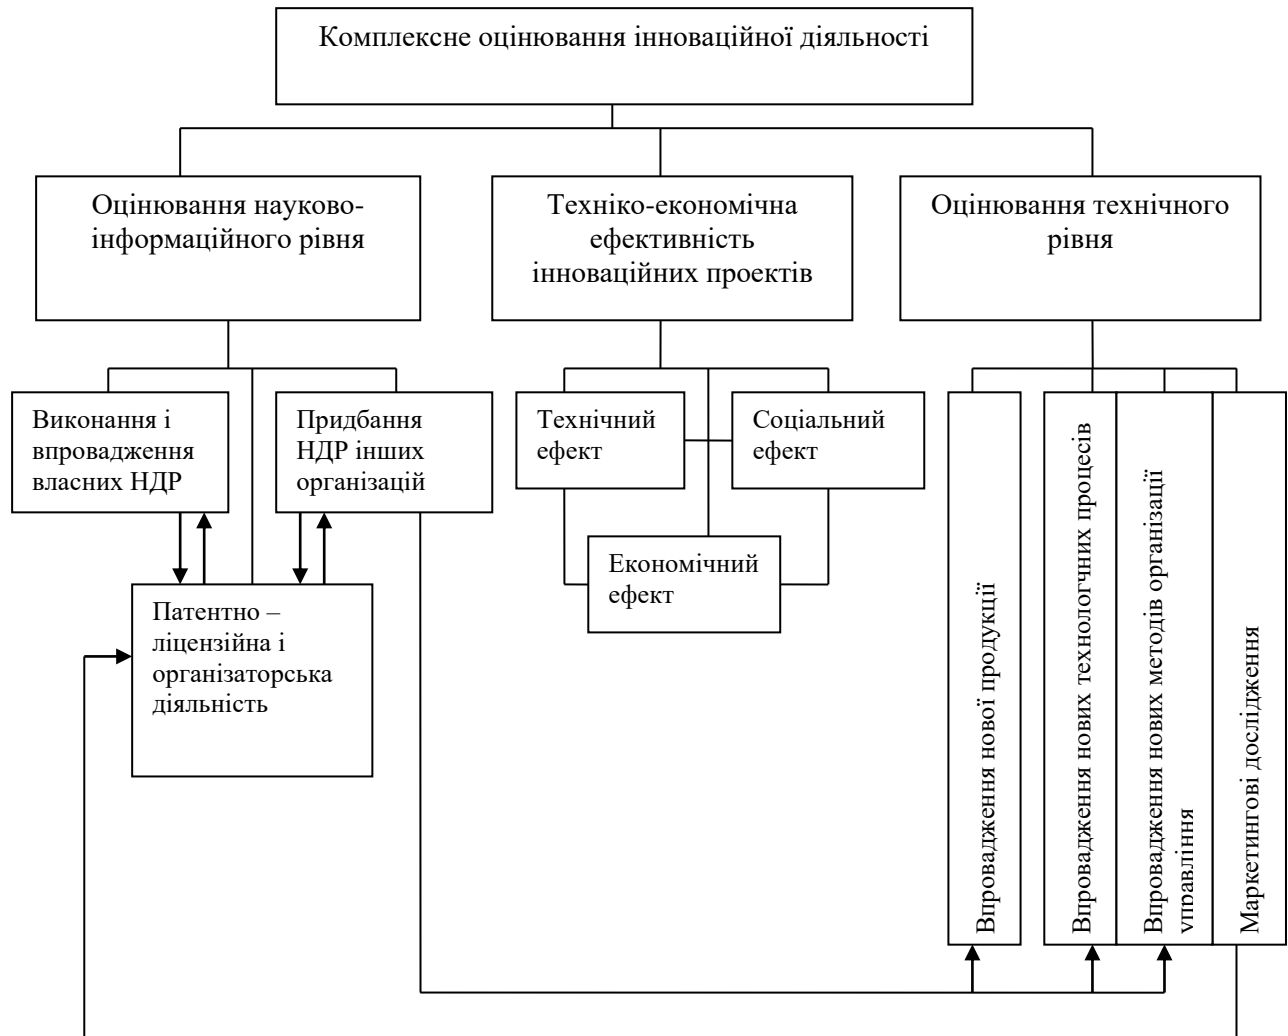 Комплексне оцінювання інноваційної діяльності
Оцінювання науково-
інформаційного рівня
Техніко-економічна
ефективність
інноваційних проектів
Оцінювання технічного
рівня
Виконання і
впровадження
власних НДР
Придбання
НДР інших
організацій
Технічний
ефект
Соціальний
ефект
Економічний
ефект
Патентно –
ліцензійна і
організаторська
діяльність
Впровадження нової продукції
Впровадження нових технологчних процесів
Впровадження нових методів організації
управління
Маркетингові дослідження